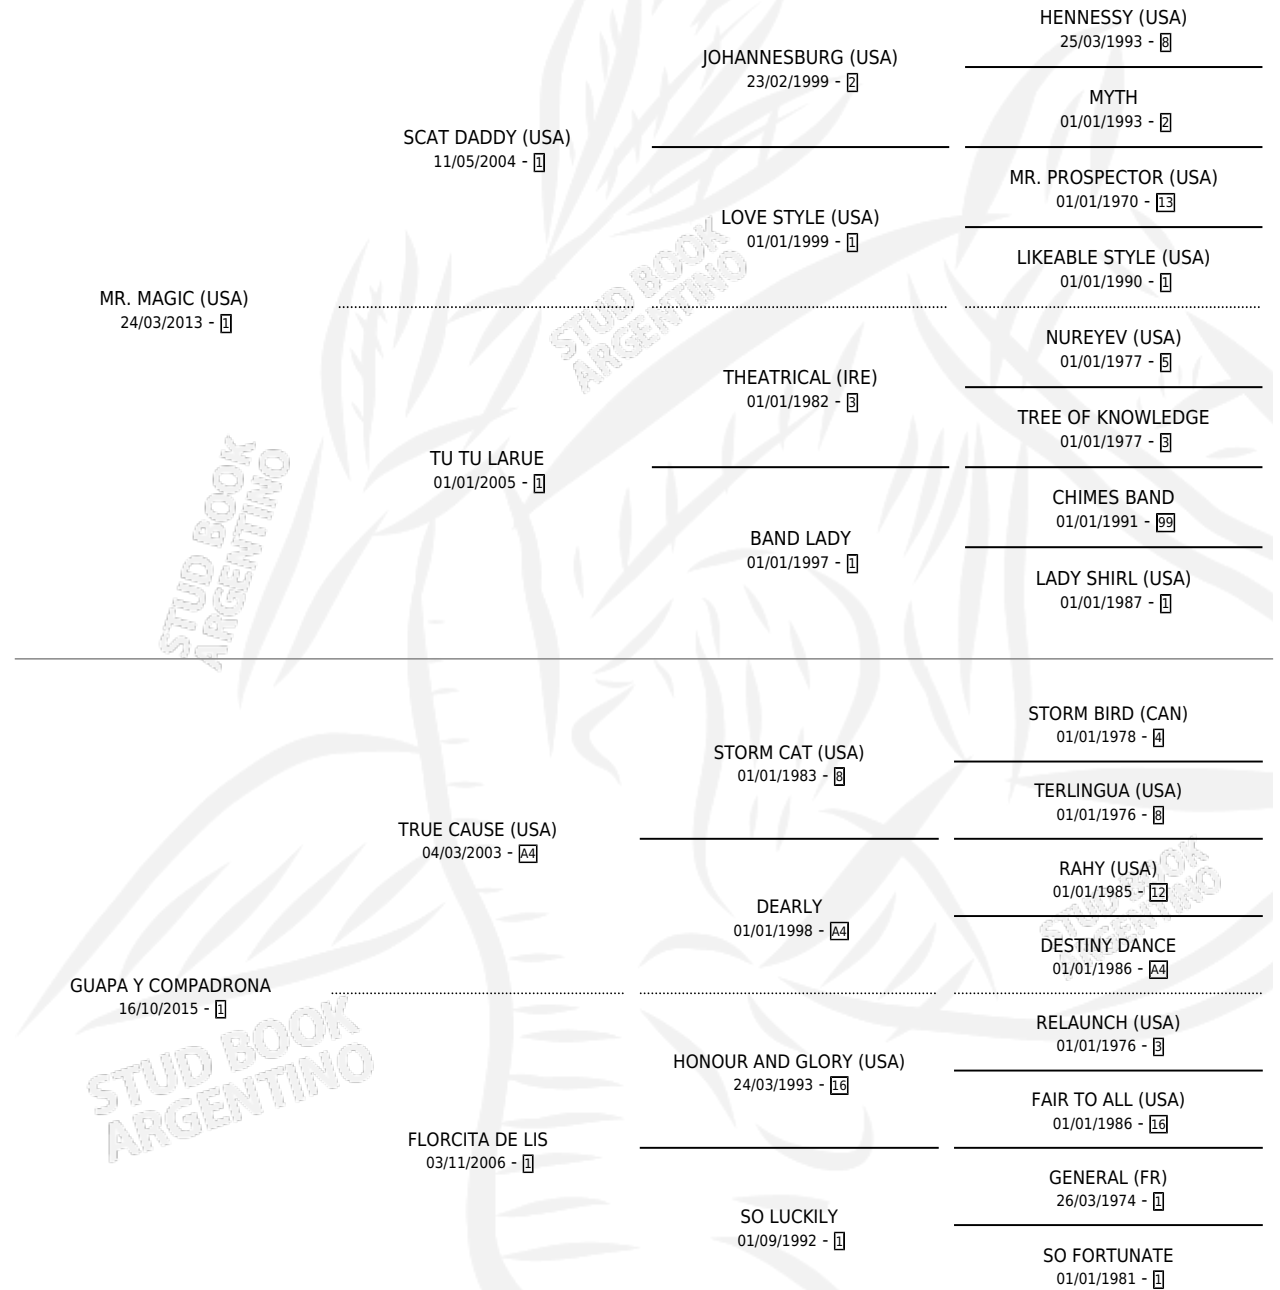 HENNESSY (USA)
25/03/1993 - 8
JOHANNESBURG (USA)
23/02/1999 - 2
MYTH
01/01/1993 - 2
SCAT DADDY (USA)
11/05/2004 - 1
MR. PROSPECTOR (USA)
01/01/1970 - 13
LOVE STYLE (USA)
01/01/1999 - 1
LIKEABLE STYLE (USA)
01/01/1990 - 1
STUD BOOK
ARGENTINO
MR. MAGIC (USA)
24/03/2013 - 1
NUREYEV (USA)
01/01/1977 - 5
THEATRICAL (IRE)
01/01/1982 - 3
TREE OF KNOWLEDGE
01/01/1977 - 3
TU TU LARUE
01/01/2005 - 1
CHIMES BAND
01/01/1991 - 99
BAND LADY
01/01/1997 - 1
LADY SHIRL (USA)
01/01/1987 - 1
STUD BOOK
ARGENTINO
STORM BIRD (CAN)
01/01/1978 - 4
STORM CAT (USA)
01/01/1983 - 8
TERLINGUA (USA)
01/01/1976 - 8
TRUE CAUSE (USA)
04/03/2003 - A4
RAHY (USA)
01/01/1985 - 12
DEARLY
01/01/1998 - A4
DESTINY DANCE
01/01/1986 - A4
STUD BOOK
ARGENTINO
GUAPA Y COMPADRONA
16/10/2015 - 1
RELAUNCH (USA)
01/01/1976 - 3
HONOUR AND GLORY (USA)
24/03/1993 - 16
FAIR TO ALL (USA)
01/01/1986 - 16
STUD BOOK
ARGENTINO
FLORCITA DE LIS
03/11/2006 - 1
GENERAL (FR)
26/03/1974 - 1
SO LUCKILY
01/09/1992 - 1
SO FORTUNATE
01/01/1981 - 1